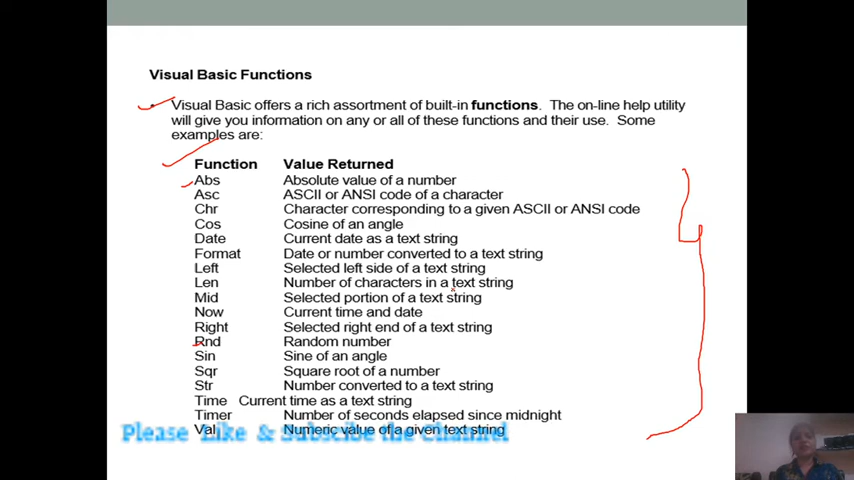 Visual Basic Functions
• Visual Basic offers a rich assortment of built-in functions. The on-line help utility
will give you information on any or all of these functions and their use. Some
examples are:
Function Value Returned
Abs Absolute value of a number
Asc ASCII or ANSI code of a character
Chr Character corresponding to a given ASCII or ANSI code
Cos Cosine of an angle
Date Current date as a text string
Format Date or number converted to a text string
Left Selected left side of a text string
Len Number of characters in a text string
Mid Selected portion of a text string
Now Current time and date
Right Selected right end of a text string
Rnd Random number
Sin Sine of an angle
Sqr Square root of a number
Str Number converted to a text string
Time Current time as a text string
Timer Number of seconds elapsed since midnight
Val Numeric value of a given text string
Please Like & Subscibe the Channel